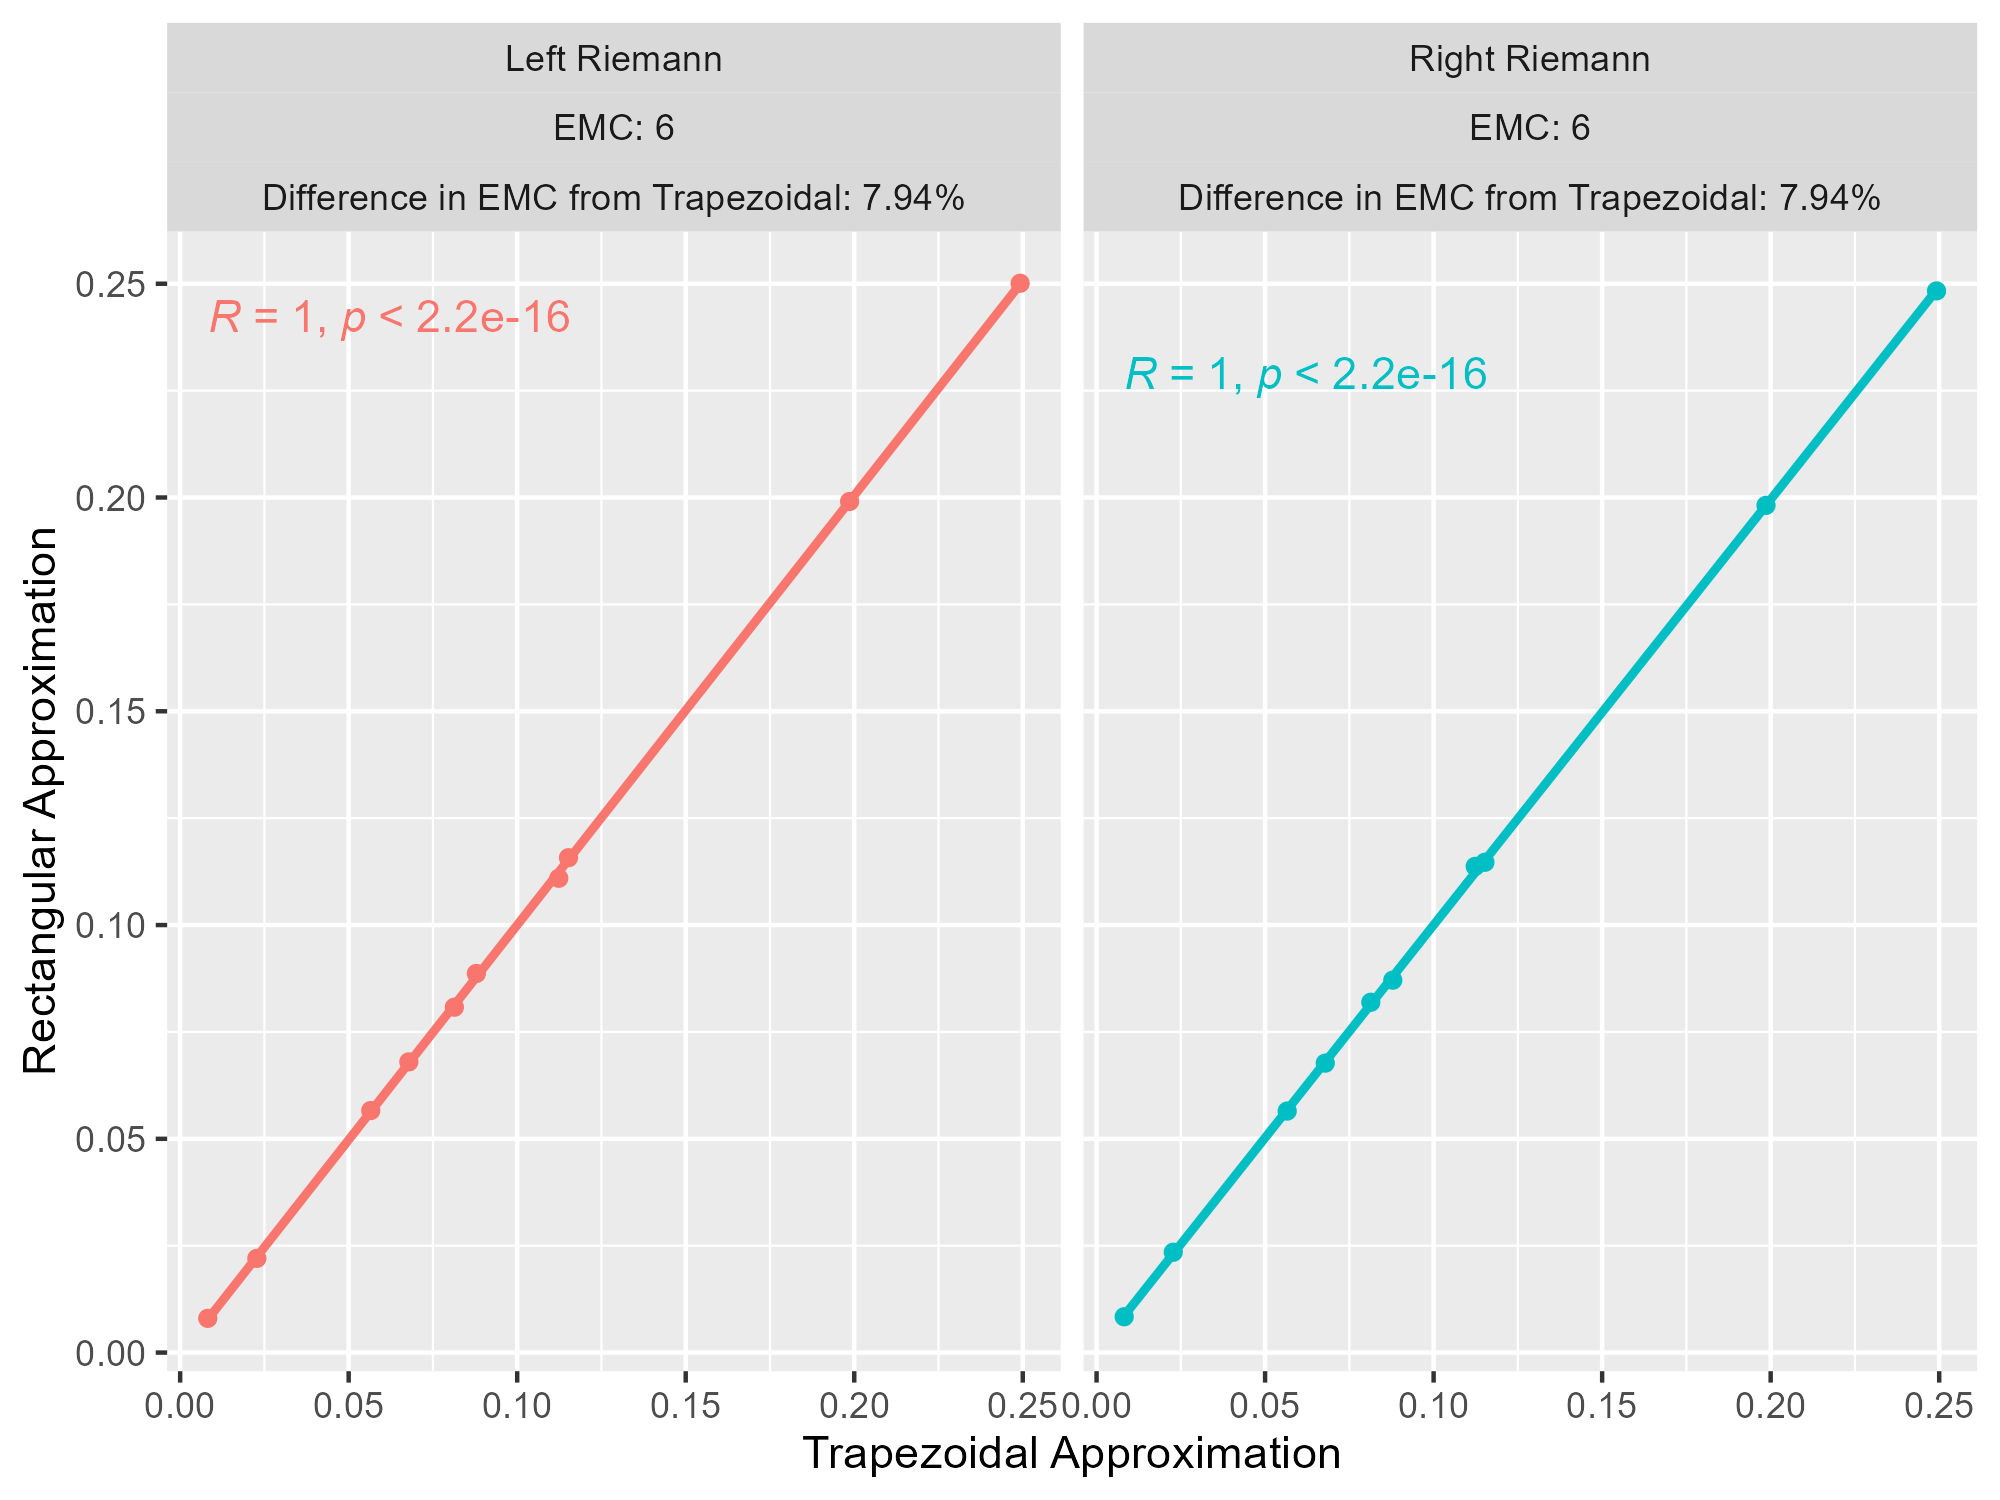 Left Riemann
EMC: 6
Difference in EMC from Trapezoidal: 7.94%
Right Riemann
EMC: 6
Difference in EMC from Trapezoidal: 7.94%
R = 1, p < 2.2e-16
R = 1, p < 2.2e-16
Rectangular Approximation
0.25
0.20
0.15
0.10
0.05
0.00
0.00 0.05 0.10 0.15 0.20 0.25
0.00 0.05 0.10 0.15 0.20 0.25
Trapezoidal Approximation